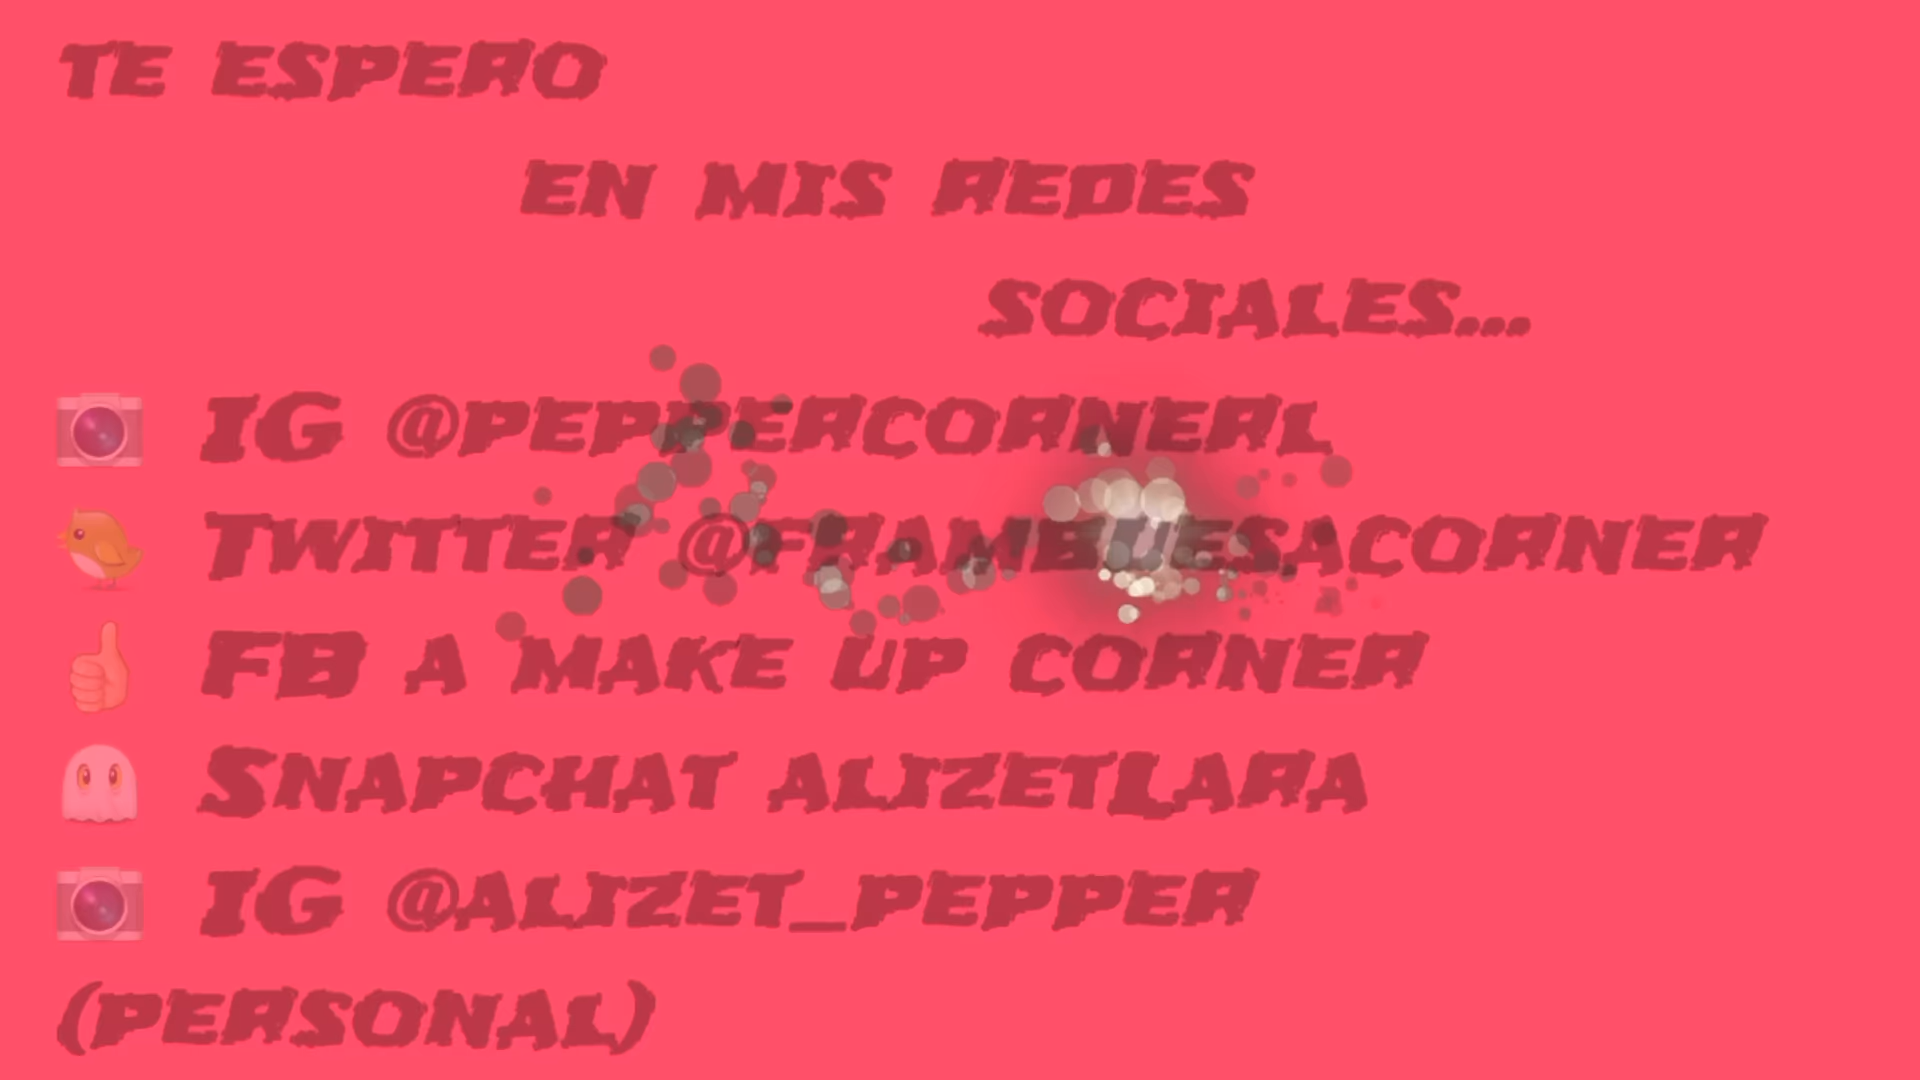 TE ESPERO
EN MIS REDES
SOCIALES...
IG @PEPPERCORNERL
TWITTER @FRAMBUESACORNER
FB A MAKE UP CORNER
SNAPCHAT ALIZETLARA
IG @ALIZET_PEPPER
(PERSONAL)